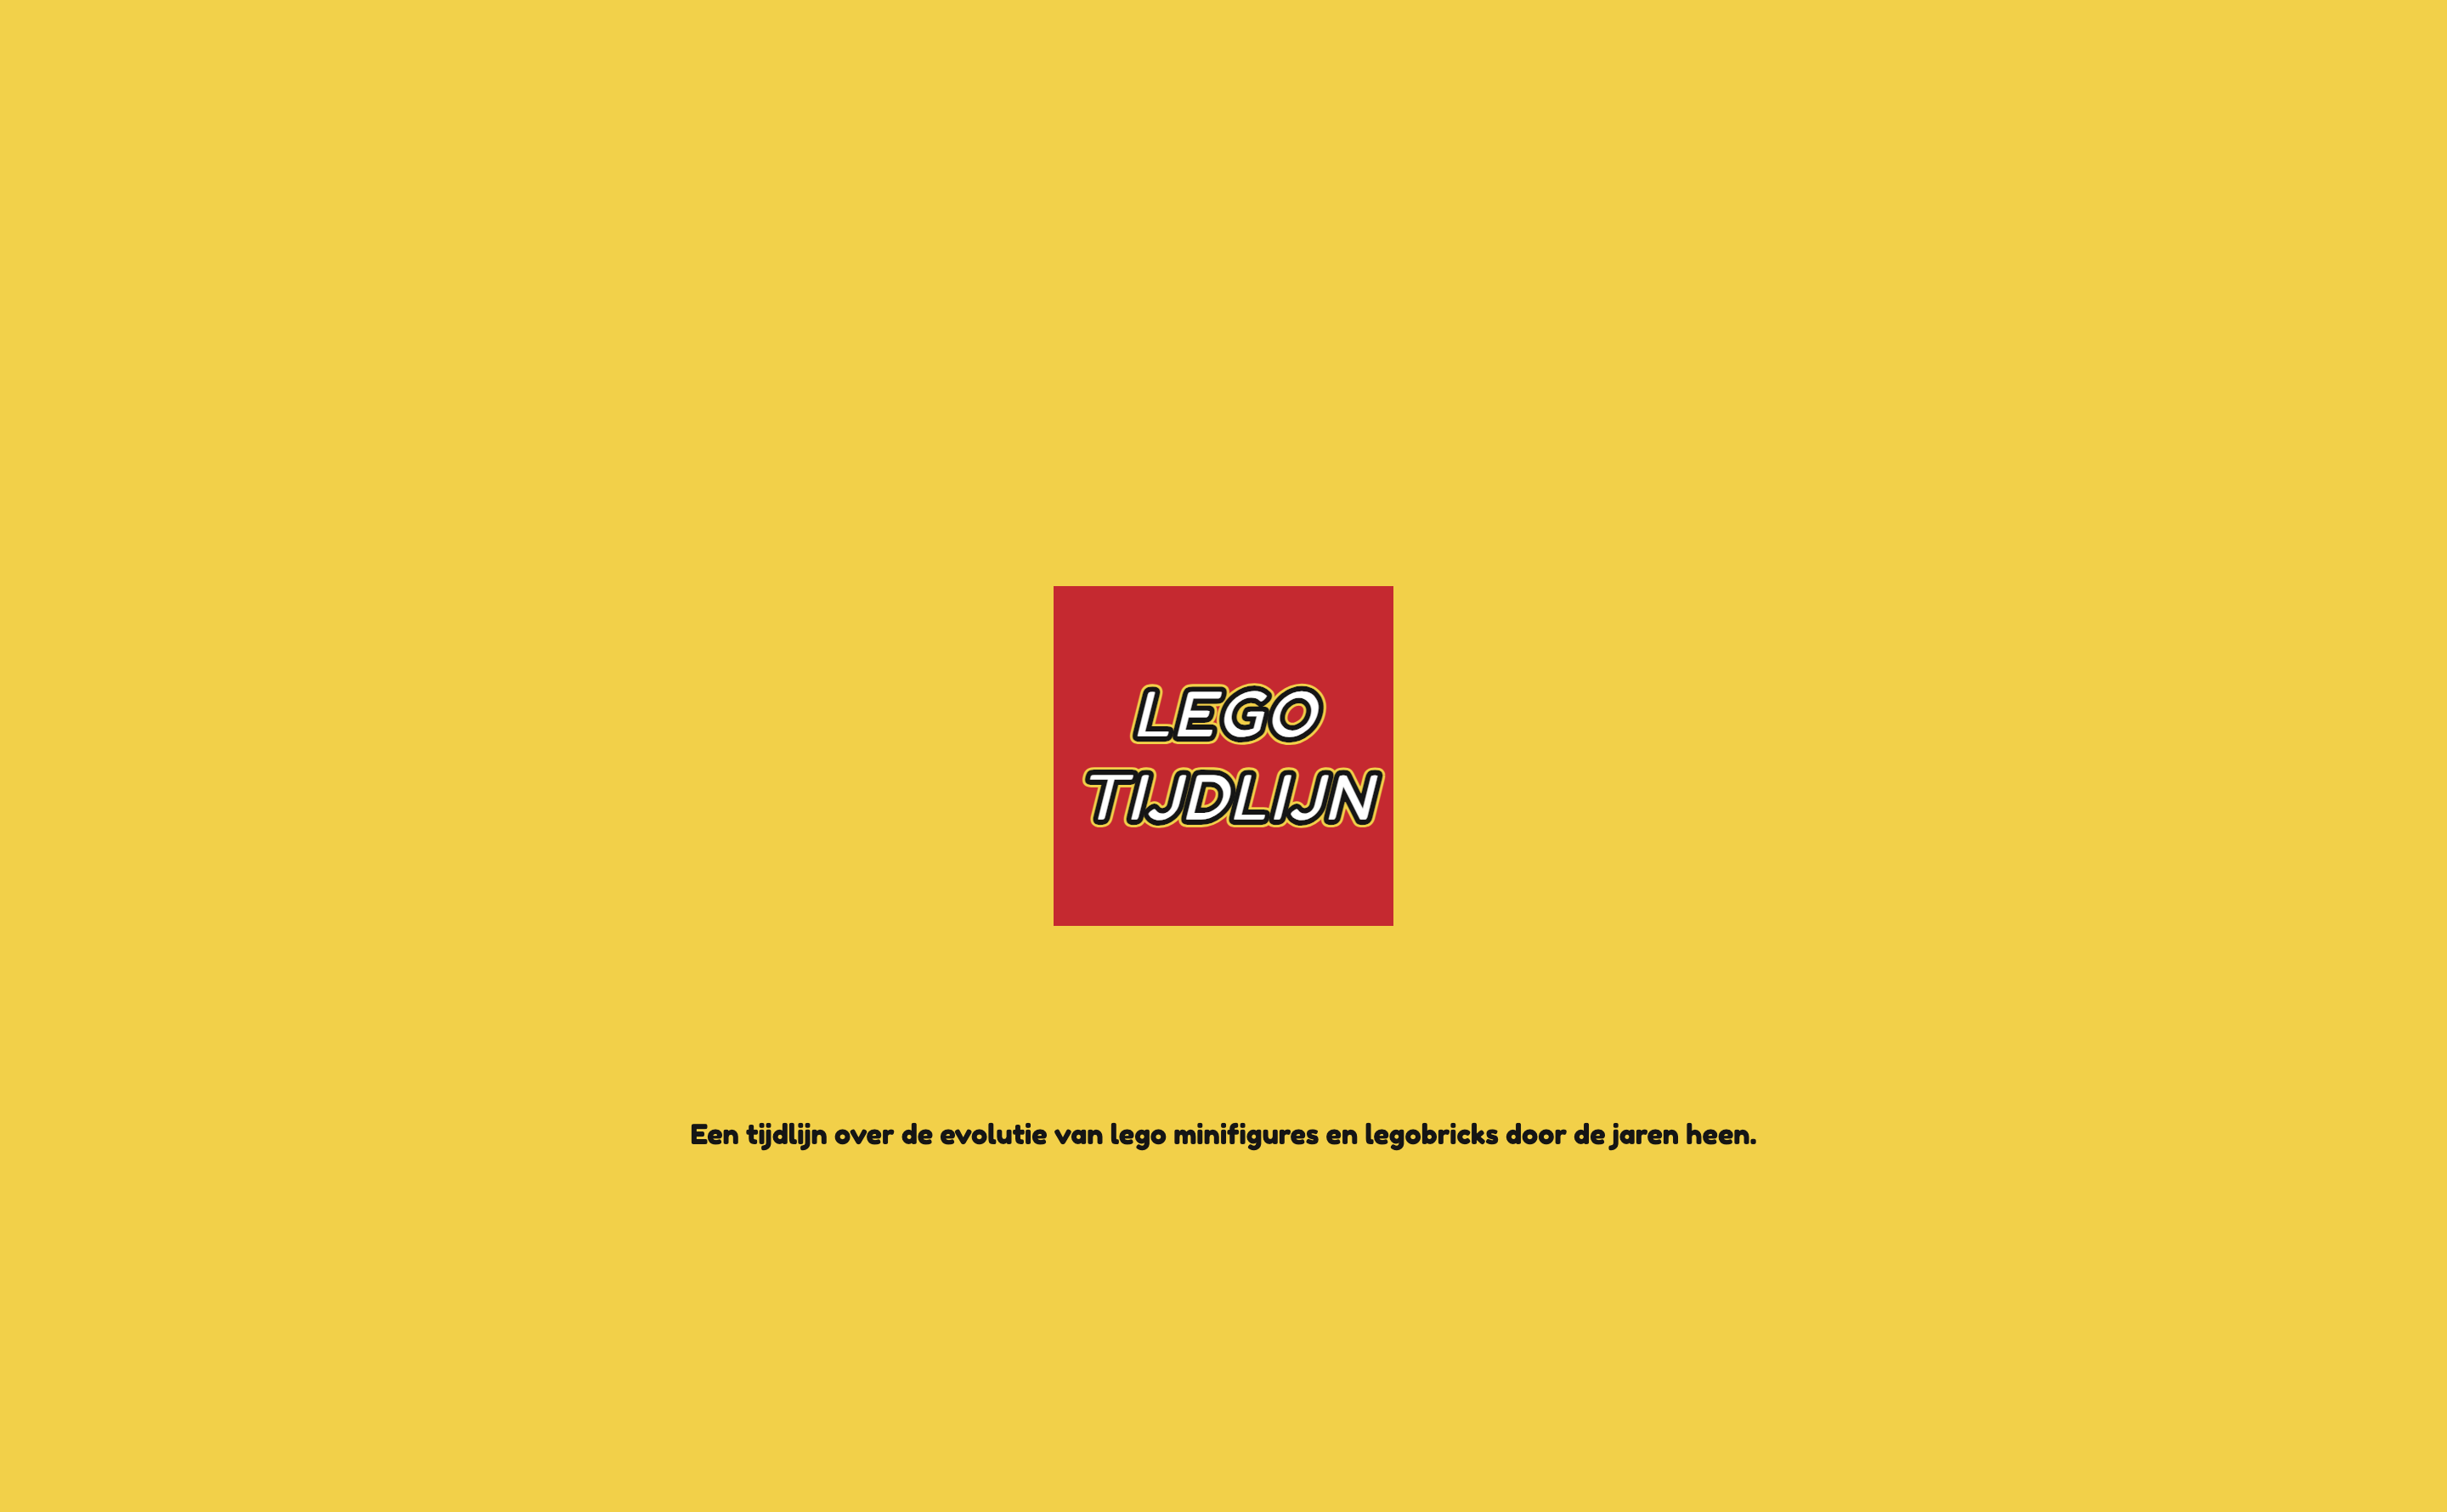 LEGO
TIJDLIJN
Een tijdlijn over de evolutie van lego minifigures en legobricks door de jaren heen.